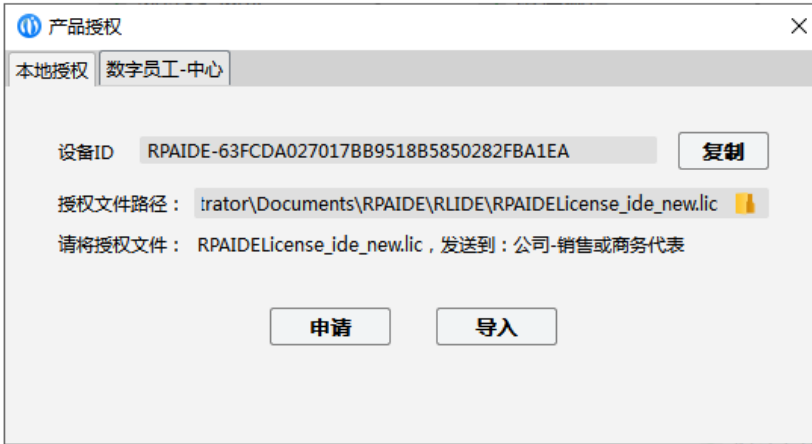 产品授权
本地授权 数字员工-中心
设备ID RPAIDE-63FCDA027017BB9518B5850282FBA1EA 复制
授权文件路径： trator\Documents\RPAIDE\RLIDE\RPAIDELicense_ide_new.lic
请将授权文件： RPAIDELicense_ide_new.lic，发送到：公司-销售或商务代表
申请 导入